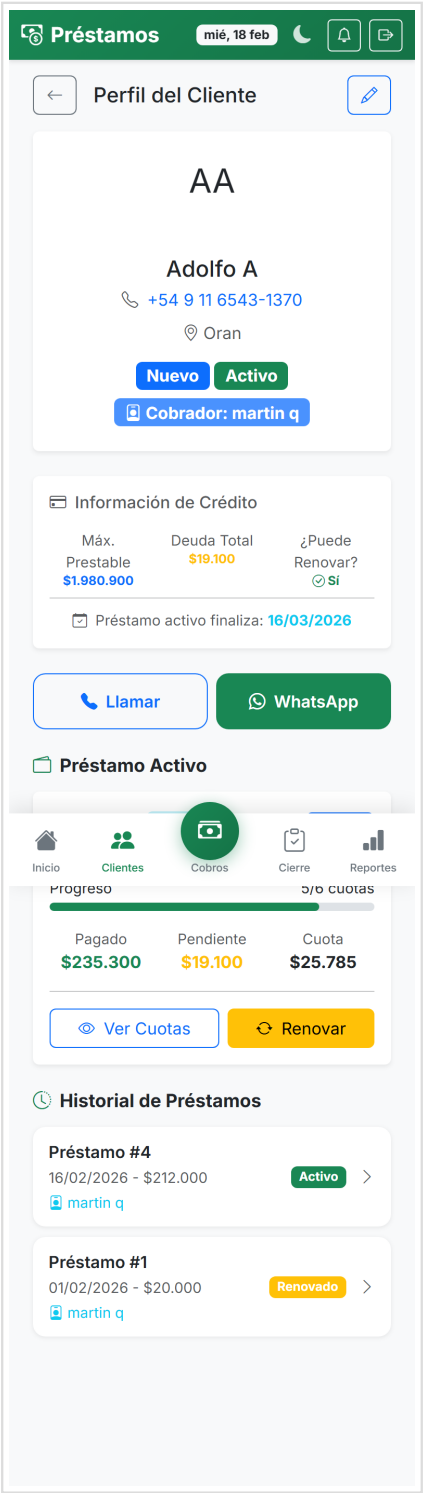 Préstamos
mié, 18 feb
Perfil del Cliente
AA
Adolfo A
+54 9 11 6543-1370
Oran
Nuevo Activo
Cobrador: martin q
Información de Crédito
Máx. Prestable
$1.980.900
Deuda Total
$19.100
¿Puede Renovar?
Sí
Préstamo activo finaliza: 16/03/2026
Llamar
WhatsApp
Préstamo Activo
Inicio
Clientes
Cobros
Cierre
Reportes
Progreso
5/6 cuotas
Pagado
$235.300
Pendiente
$19.100
Cuota
$25.785
Ver Cuotas
Renovar
Historial de Préstamos
Préstamo #4
16/02/2026 - $212.000
martin q
Activo
Préstamo #1
01/02/2026 - $20.000
martin q
Renovado